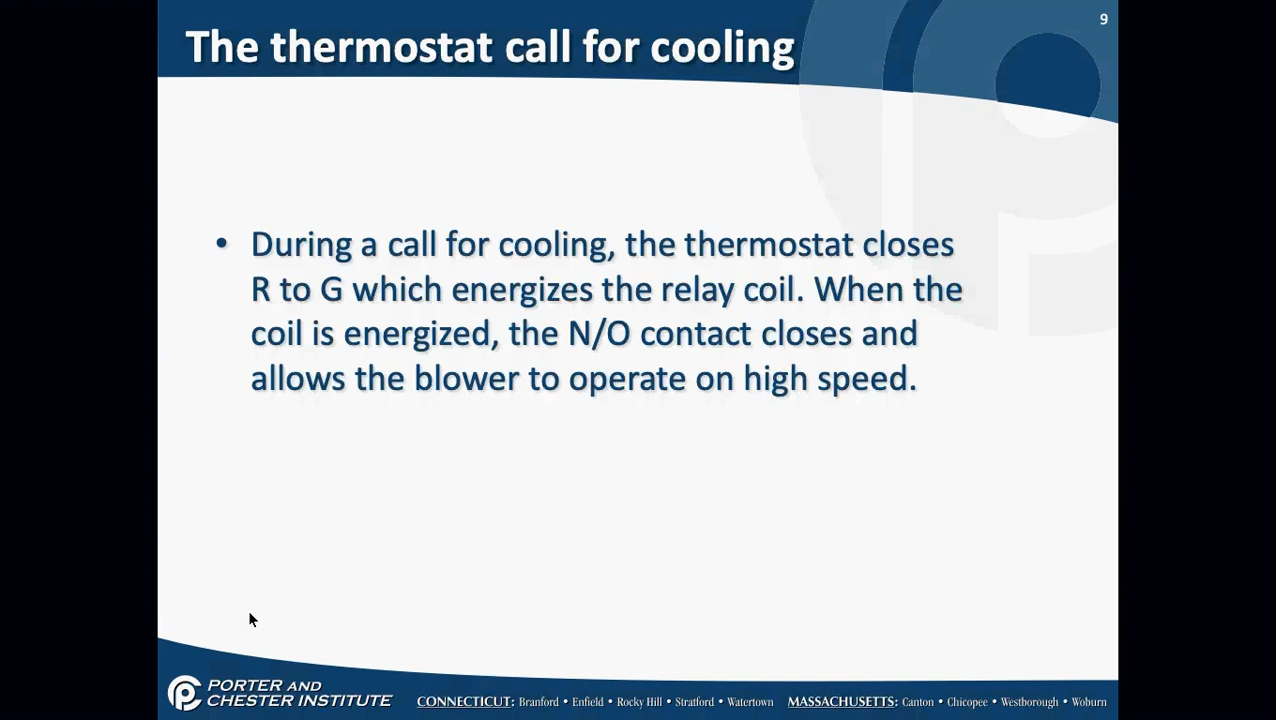 9
The thermostat call for cooling
• During a call for cooling, the thermostat closes
R to G which energizes the relay coil. When the
coil is energized, the N/O contact closes and
allows the blower to operate on high speed.
PORTER AND
CHESTER INSTITUTE
CONNECTICUT: Branford • Enfield • Rocky Hill • Stratford • Watertown MASSACHUSETTS: Canton • Chicopee • Westborough • Woburn